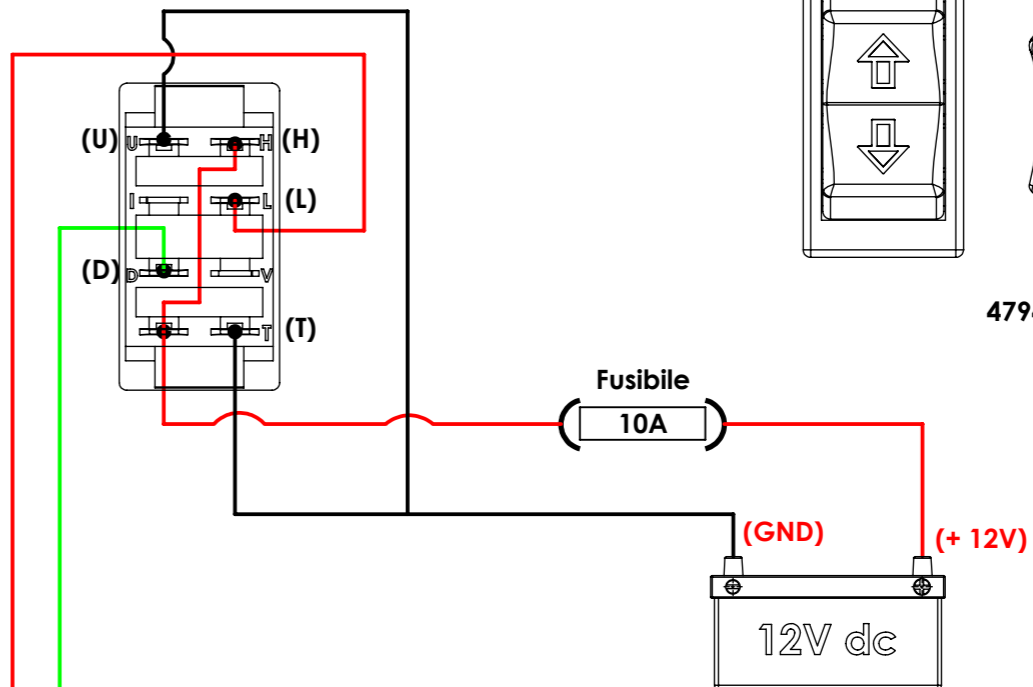 (U) U H (H)
I L (L)
(D) D V
T (T)
479
Fusibile
10A
(GND)
(+ 12V)
12V dc